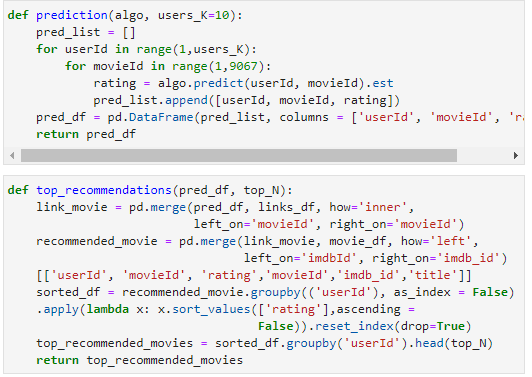 def prediction(algo, users_K=10):
    pred_list = []
    for userId in range(1,users_K):
        for movieId in range(1,9067):
            rating = algo.predict(userId, movieId).est
            pred_list.append([userId, movieId, rating])
    pred_df = pd.DataFrame(pred_list, columns = ['userId', 'movieId', 'ra
    return pred_df
def top_recommendations(pred_df, top_N):
    link_movie = pd.merge(pred_df, links_df, how='inner',
                          left_on='movieId', right_on='movieId')
    recommended_movie = pd.merge(link_movie, movie_df, how='left',
                                 left_on='imdbId', right_on='imdb_id')
    [['userId', 'movieId', 'rating','movieId','imdb_id','title']]
    sorted_df = recommended_movie.groupby(('userId'), as_index = False)
    .apply(lambda x: x.sort_values(['rating'],ascending =
                                   False)).reset_index(drop=True)
    top_recommended_movies = sorted_df.groupby('userId').head(top_N)
    return top_recommended_movies